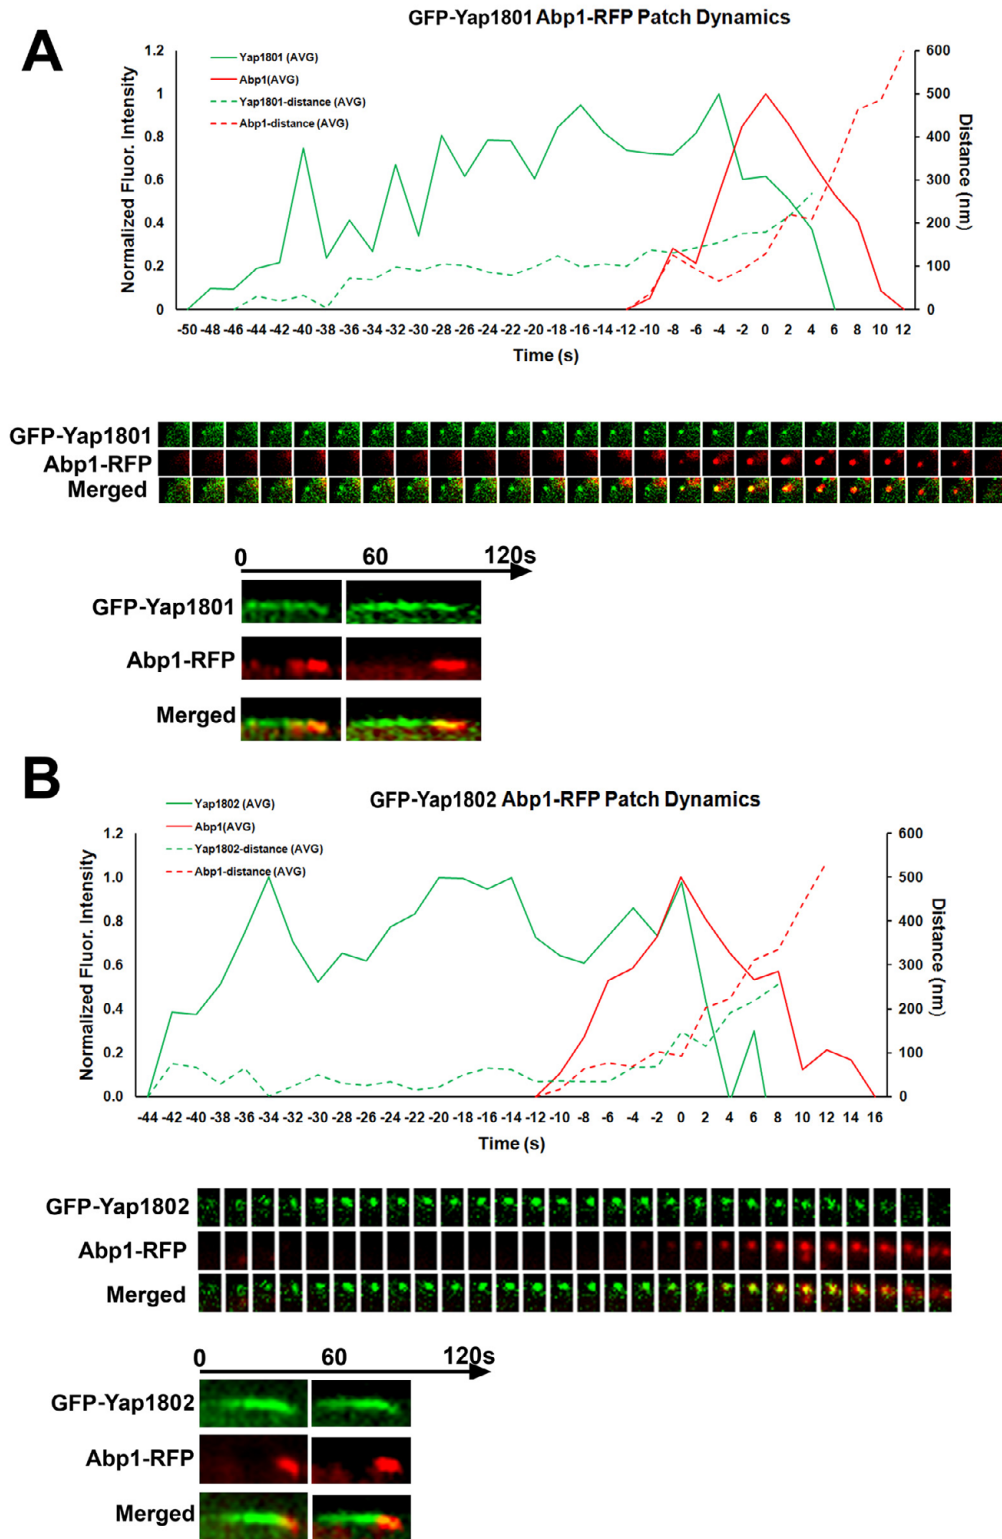 A
GFP-Yap1801 Abp1-RFP Patch Dynamics
Yap1801 (AVG)
Abp1(AVG)
Yap1801-distance (AVG)
Abp1-distance (AVG)
Normalized Fluor. Intensity
1.2
1
0.8
0.6
0.4
0.2
0
Distance (nm)
600
500
400
300
200
100
0
-50 -48 -46 -44 -42 -40 -38 -36 -34 -32 -30 -28 -26 -24 -22 -20 -18 -16 -14 -12 -10 -8 -6 -4 -2 0 2 4 6 8 10 12
Time (s)
GFP-Yap1801
Abp1-RFP
Merged
0 60 120s
GFP-Yap1801
Abp1-RFP
Merged
B
GFP-Yap1802 Abp1-RFP Patch Dynamics
Yap1802 (AVG)
Abp1(AVG)
Yap1802-distance (AVG)
Abp1-distance (AVG)
Normalized Fluor. Intensity
1.2
1.0
0.8
0.6
0.4
0.2
0.0
Distance (nm)
600
500
400
300
200
100
0
-44 -42 -40 -38 -36 -34 -32 -30 -28 -26 -24 -22 -20 -18 -16 -14 -12 -10 -8 -6 -4 -2 0 2 4 6 8 10 12 14 16
Time (s)
GFP-Yap1802
Abp1-RFP
Merged
0 60 120s
GFP-Yap1802
Abp1-RFP
Merged